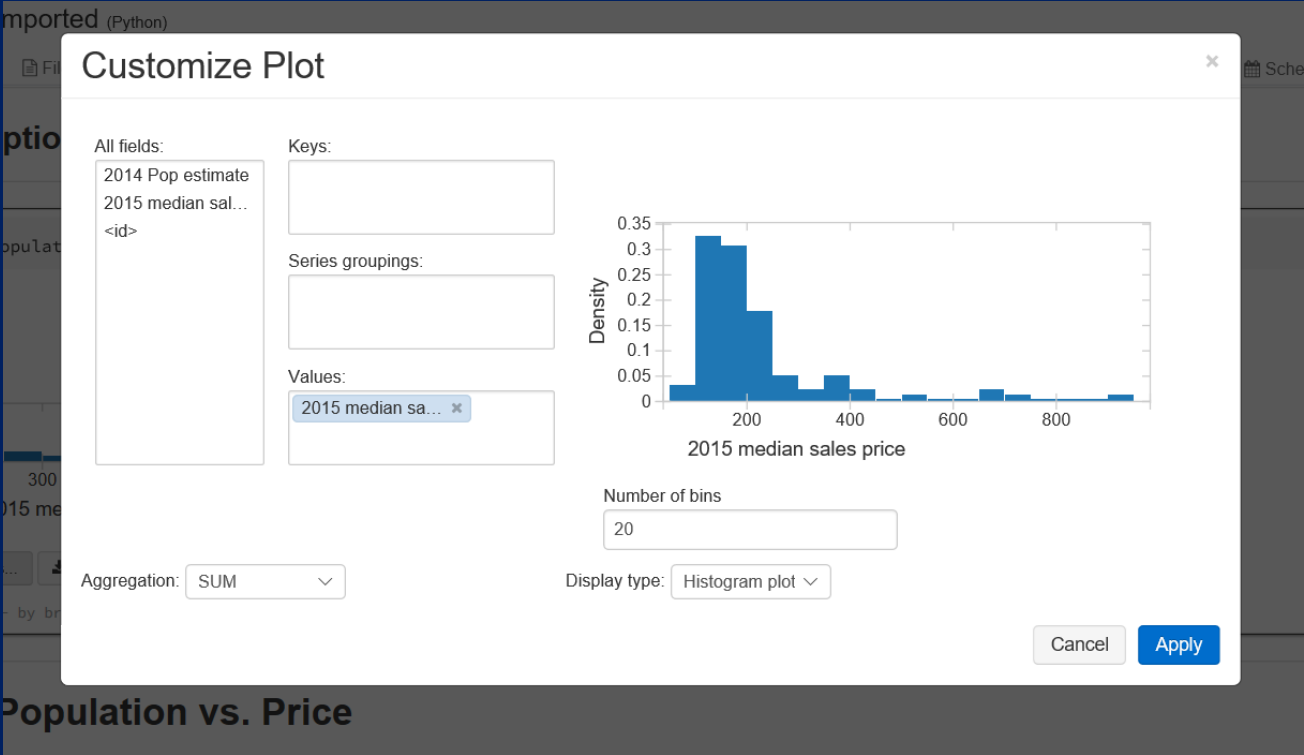 mported (Python)
Fil
Sche
Customize Plot
×
ptio
All fields:
2014 Pop estimate
2015 median sal...
<id>
Keys:
Series groupings:
Values:
2015 median sa... ×
opulat
0.35
0.3
0.25
0.2
0.15
0.1
0.05
0
Density
200 400 600 800
2015 median sales price
300
015 me
Number of bins
20
...
Aggregation: SUM
Display type: Histogram plot
- by br
Cancel Apply
Population vs. Price